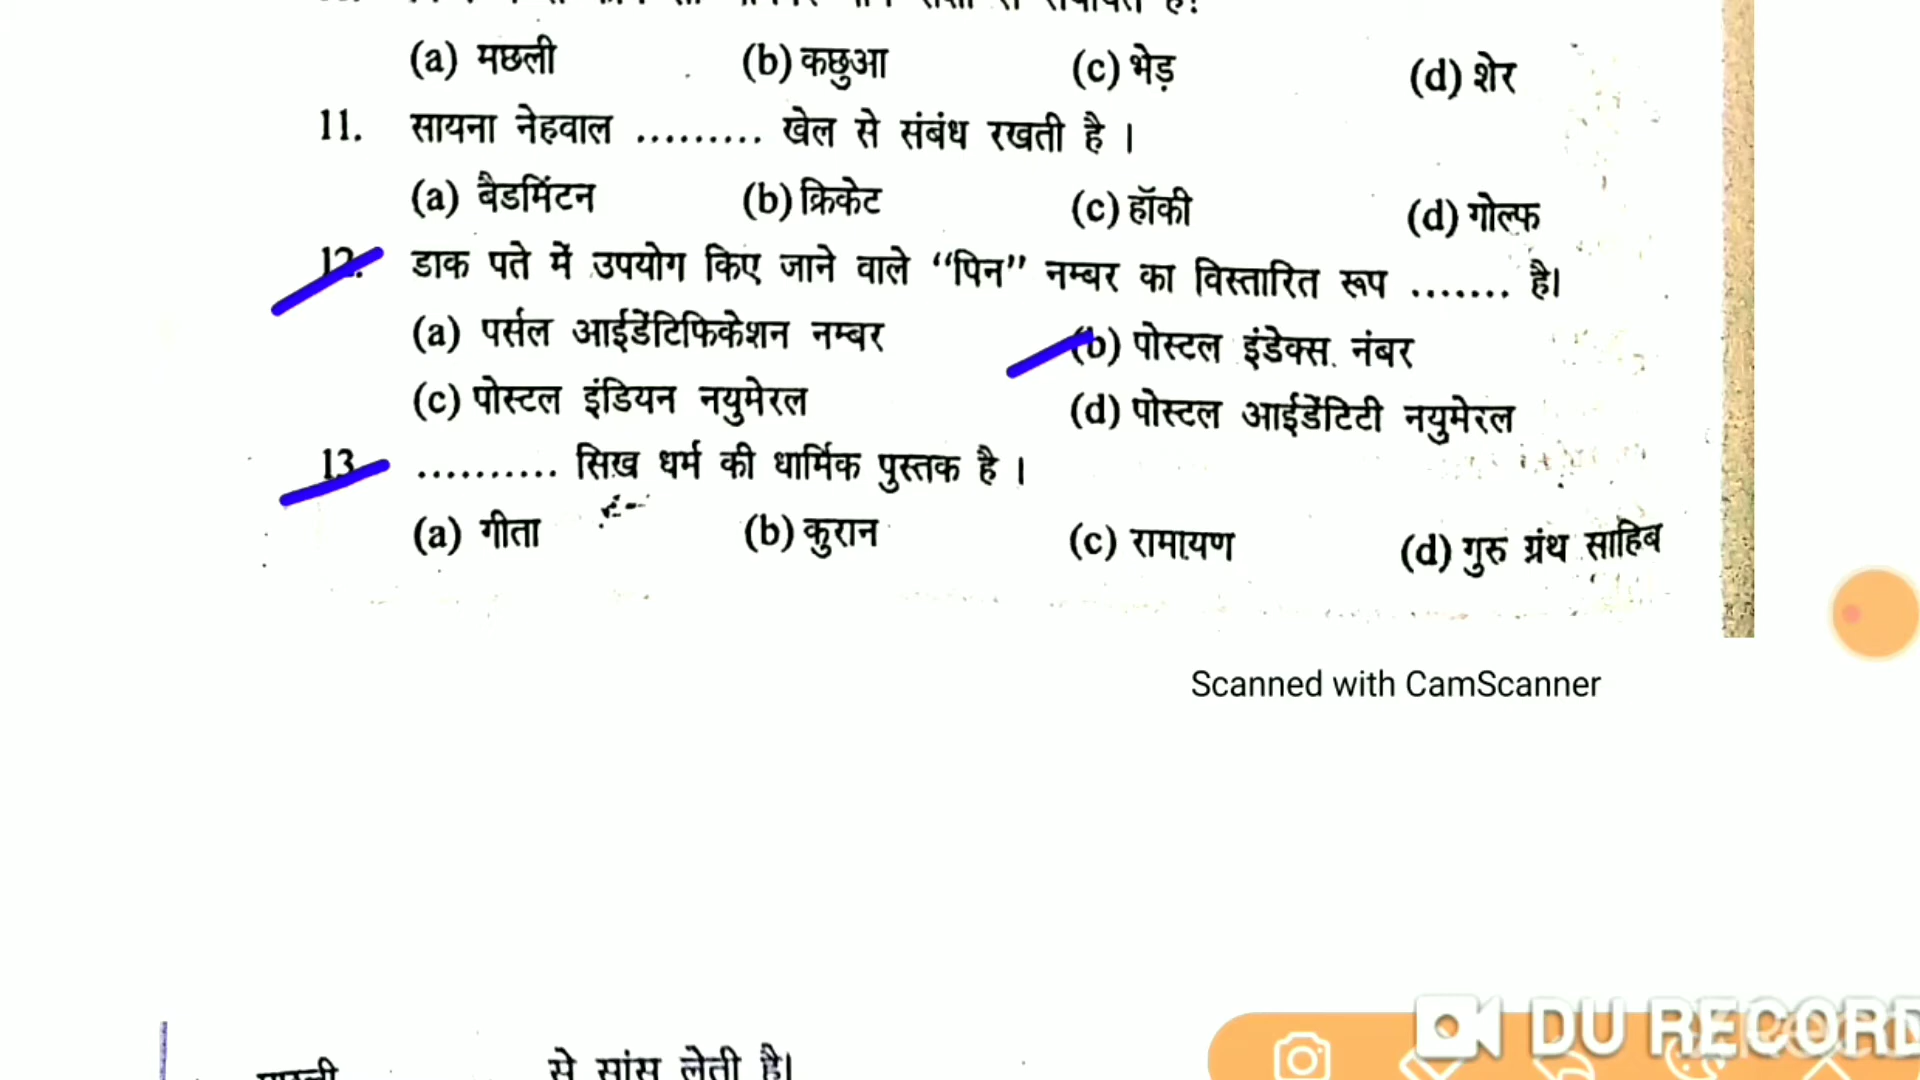 (a) मछली (b) कछुआ (c) भेड़ (d) शेर
11. सायना नेहवाल ......... खेल से संबंध रखती है ।
(a) बैडमिंटन (b) क्रिकेट (c) हॉकी (d) गोल्फ
12. डाक पते में उपयोग किए जाने वाले “पिन” नम्बर का विस्तारित रूप ....... है।
(a) पर्सल आईडेंटिफिकेशन नम्बर (b) पोस्टल इंडेक्स नंबर
(c) पोस्टल इंडियन नयुमेरल (d) पोस्टल आईडेंटिटी नयुमेरल
13. .......... सिख धर्म की धार्मिक पुस्तक है ।
(a) गीता (b) कुरान (c) रामायण (d) गुरु ग्रंथ साहिब
Scanned with CamScanner
DU RECORD
से सांस लेती है।